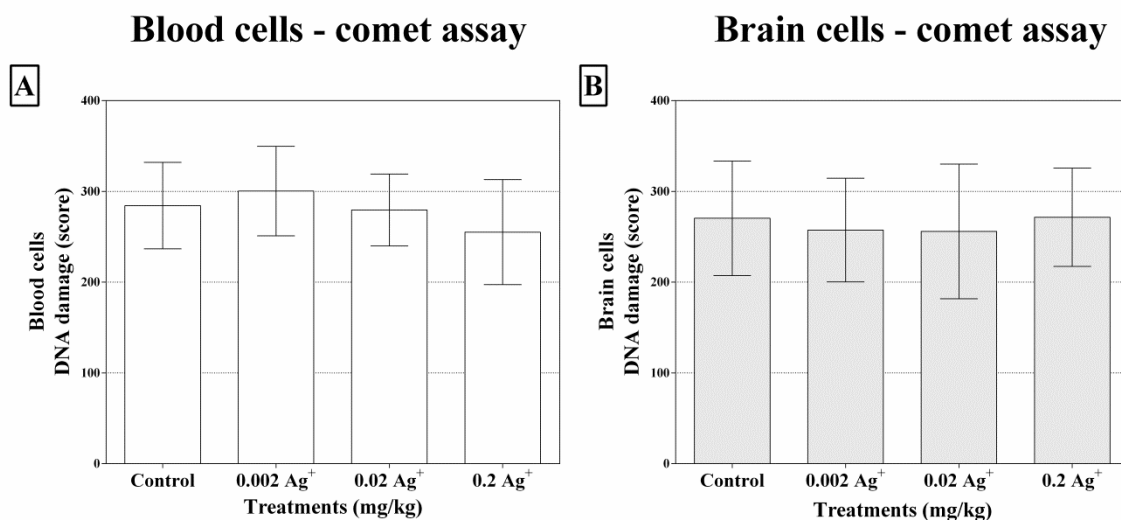 Blood cells - comet assay
A
Blood cells
DNA damage (score)
400
300
200
100
0
Control
0.002 Ag⁺
0.02 Ag⁺
0.2 Ag⁺
Treatments (mg/kg)
Brain cells - comet assay
B
Brain cells
DNA damage (score)
400
300
200
100
0
Control
0.002 Ag⁺
0.02 Ag⁺
0.2 Ag⁺
Treatments (mg/kg)